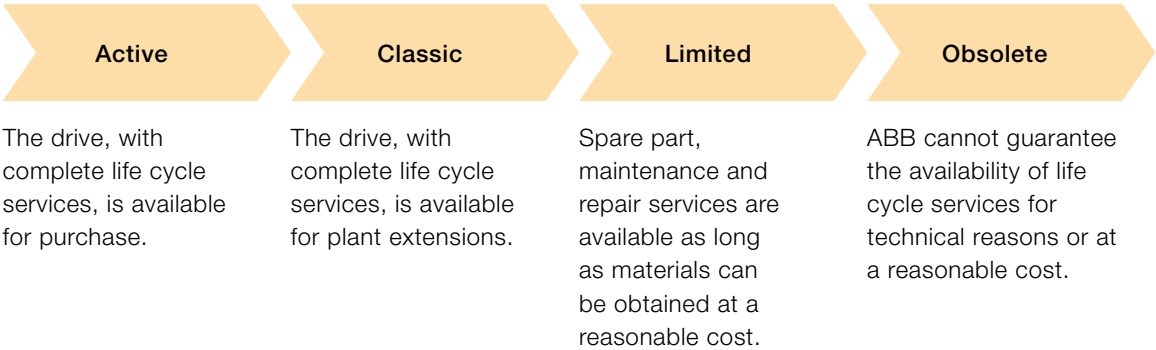 Active
The drive, with
complete life cycle
services, is available
for purchase.
Classic
The drive, with
complete life cycle
services, is available
for plant extensions.
Limited
Spare part,
maintenance and
repair services are
available as long
as materials can
be obtained at a
reasonable cost.
Obsolete
ABB cannot guarantee
the availability of life
cycle services for
technical reasons or at
a reasonable cost.